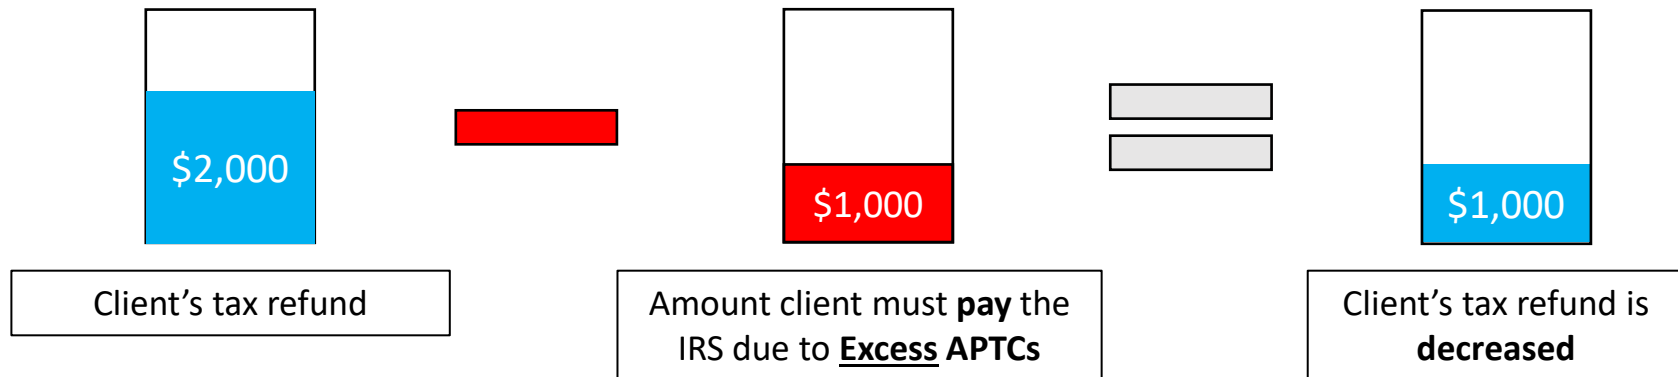 $2,000
$1,000
$1,000
Client’s tax refund
Amount client must pay the
IRS due to Excess APTCs
Client’s tax refund is
decreased